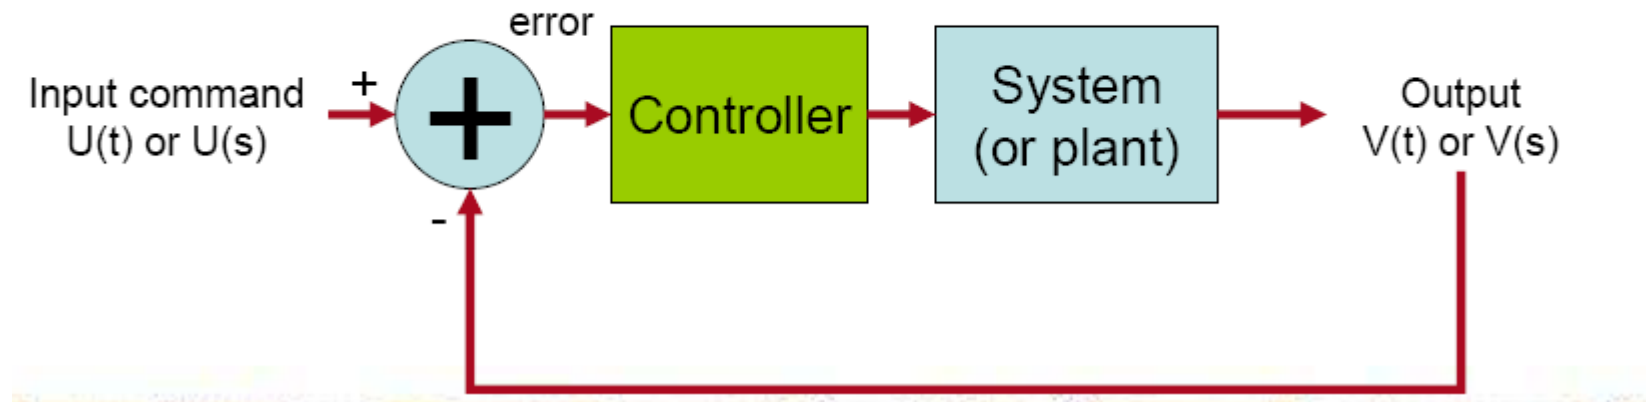 error
Input command
U(t) or U(s)
+
+
-
Controller
System
(or plant)
Output
V(t) or V(s)